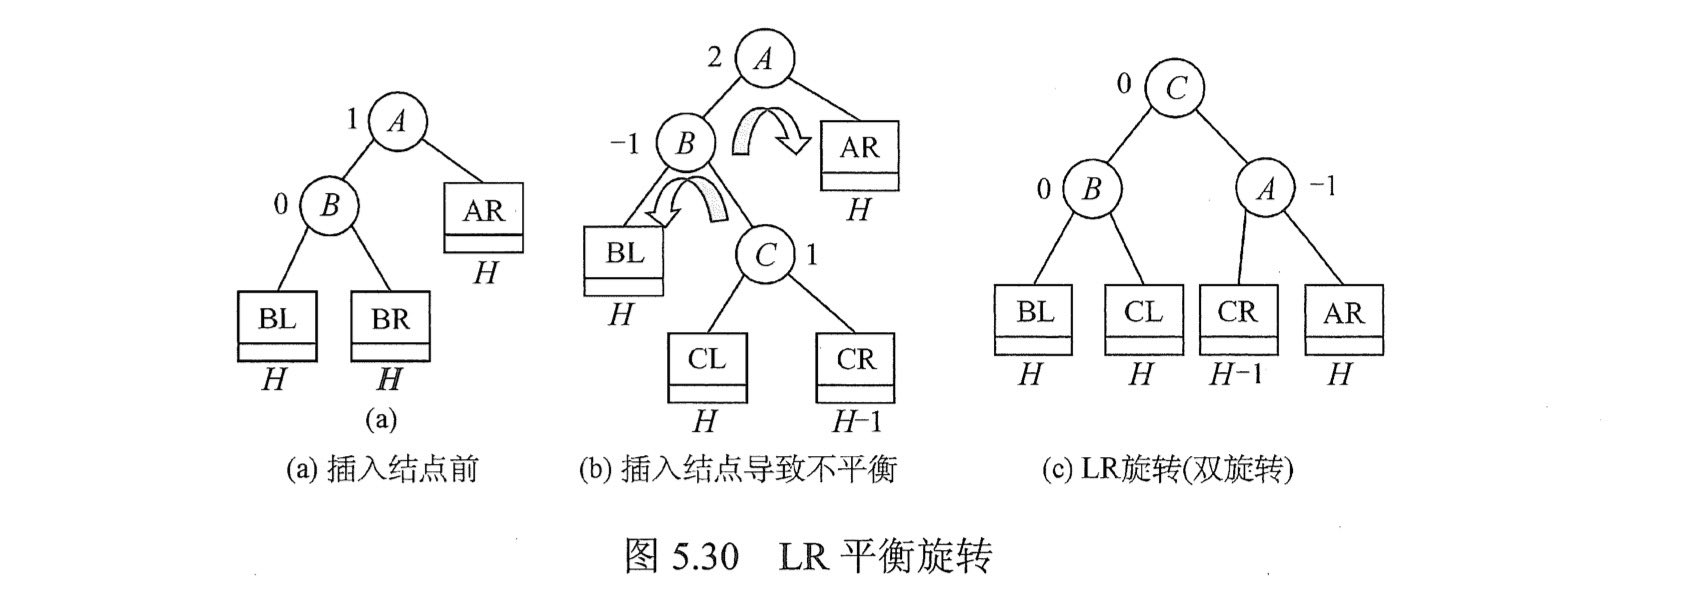 1 A
0 B AR
H
BL BR
H H
(a)
(a) 插入结点前
2 A
−1 B AR
H
BL C 1
H
CL CR
H H−1
(b) 插入结点导致不平衡
0 C
0 B A −1
BL CL CR AR
H H H−1 H
(c) LR旋转(双旋转)
图 5.30 LR 平衡旋转